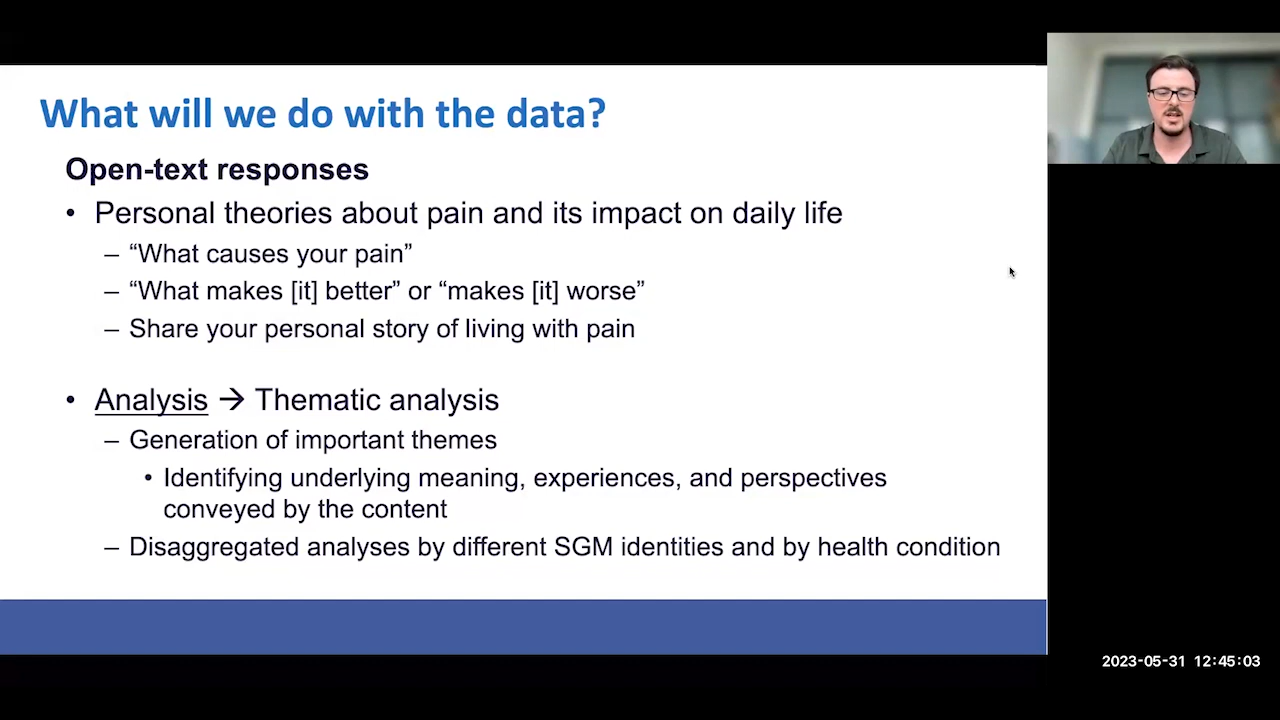 What will we do with the data?
Open-text responses
• Personal theories about pain and its impact on daily life
– “What causes your pain”
– “What makes [it] better” or “makes [it] worse”
– Share your personal story of living with pain
• Analysis → Thematic analysis
– Generation of important themes
• Identifying underlying meaning, experiences, and perspectives
conveyed by the content
– Disaggregated analyses by different SGM identities and by health condition
2023-05-31 12:45:03